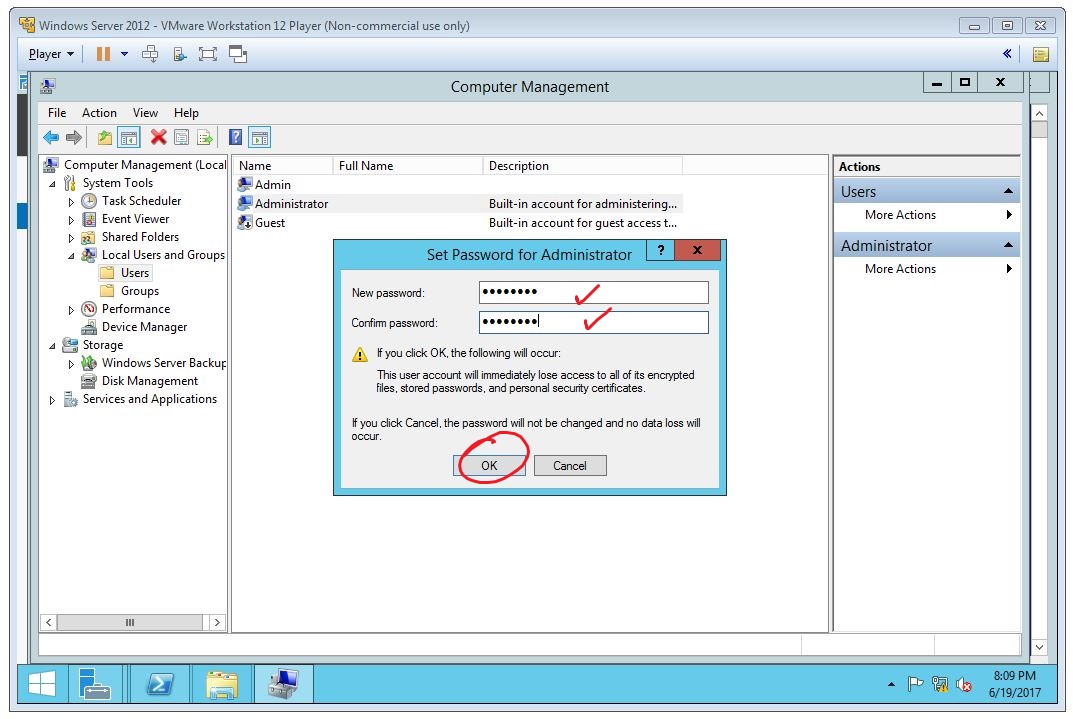 Windows Server 2012 - VMware Workstation 12 Player (Non-commercial use only)
Player
Computer Management
File Action View Help
Computer Management (Local
System Tools
Task Scheduler
Event Viewer
Shared Folders
Local Users and Groups
Users
Groups
Performance
Device Manager
Storage
Windows Server Backup
Disk Management
Services and Applications
Name Full Name Description
Admin
Administrator Built-in account for administering...
Guest Built-in account for guest access t...
Set Password for Administrator
New password:
Confirm password:
If you click OK, the following will occur:
This user account will immediately lose access to all of its encrypted
files, stored passwords, and personal security certificates.
If you click Cancel, the password will not be changed and no data loss will
occur.
OK Cancel
Actions
Users
More Actions
Administrator
More Actions
8:09 PM
6/19/2017